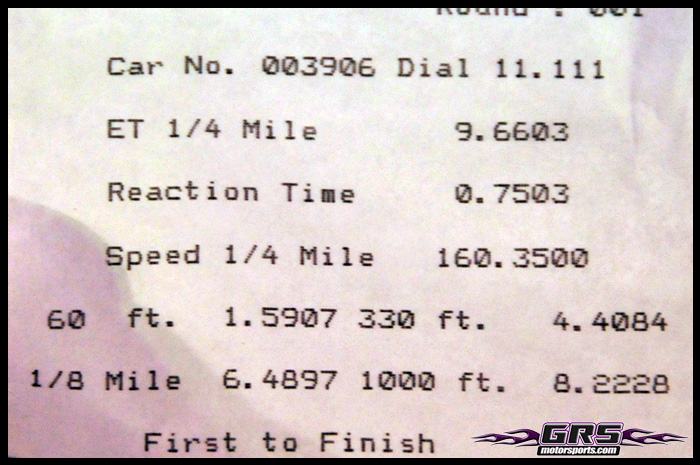 Round : 001
Car No. 003906 Dial 11.111
ET 1/4 Mile 9.6603
Reaction Time 0.7503
Speed 1/4 Mile 160.3500
60 ft. 1.5907 330 ft. 4.4084
1/8 Mile 6.4897 1000 ft. 8.2228
First to Finish
GRS
motorsports.com